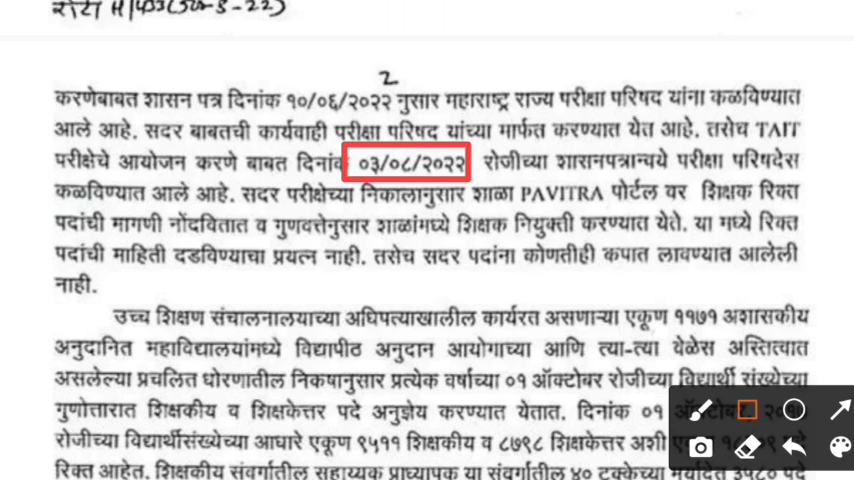 2
करणेबाबत शासन पत्र दिनांक १०/०६/२०२२ नुसार महाराष्ट्र राज्य परीक्षा परिषद यांना कळविण्यात
आले आहे. सदर बाबतची कार्यवाही परीक्षा परिषद यांच्या मार्फत करण्यात येत आहे. तसेच TAIT
परीक्षेचे आयोजन करणे बाबत दिनांक ०३/०८/२०२२ रोजीच्या शासनपत्रान्वये परीक्षा परिषदेस
कळविण्यात आले आहे. सदर परीक्षेच्या निकालानुसार शाळा PAVITRA पोर्टल वर शिक्षक रिक्त
पदांची मागणी नोंदवितात व गुणवत्तेनुसार शाळांमध्ये शिक्षक नियुक्ती करण्यात येते. या मध्ये रिक्त
पदांची माहिती दडविण्याचा प्रयत्न नाही. तसेच सदर पदांना कोणतीही कपात लावण्यात आलेली
नाही.
उच्च शिक्षण संचालनालयाच्या अधिपत्याखालील कार्यरत असणाऱ्या एकूण ११७१ अशासकीय
अनुदानित महाविद्यालयांमध्ये विद्यापीठ अनुदान आयोगाच्या आणि त्या-त्या वेळेस अस्तित्वात
असलेल्या प्रचलित धोरणातील निकषानुसार प्रत्येक वर्षाच्या ०१ ऑक्टोबर रोजीच्या विद्यार्थी संख्येच्या
गुणोत्तारात शिक्षकीय व शिक्षकेत्तर पदे अनुज्ञेय करण्यात येतात. दिनांक ०१ ऑक्टोबर,
रोजीच्या विद्यार्थीसंख्येच्या आधारे एकूण ९५११ शिक्षकीय व ८७९८ शिक्षकेत्तर अशी
रिक्त आहेत. शिक्षकीय संवर्गातील सहाय्यक प्राध्यापक या संवर्गातील ४० टक्केच्या मर्यादेत ३५८० पदे